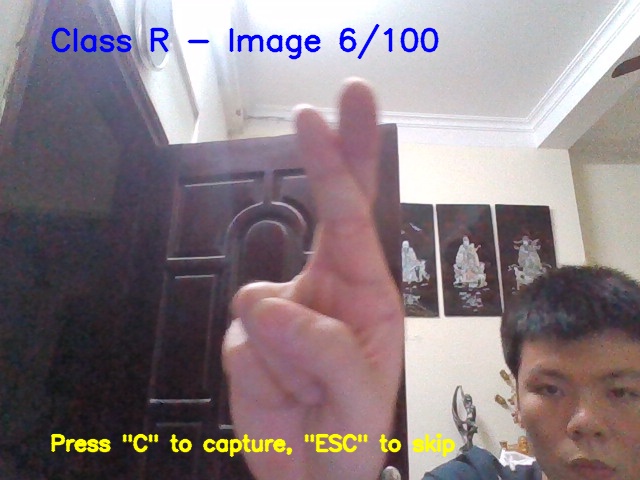 Class R - Image 6/100
Press "C" to capture, "ESC" to skip